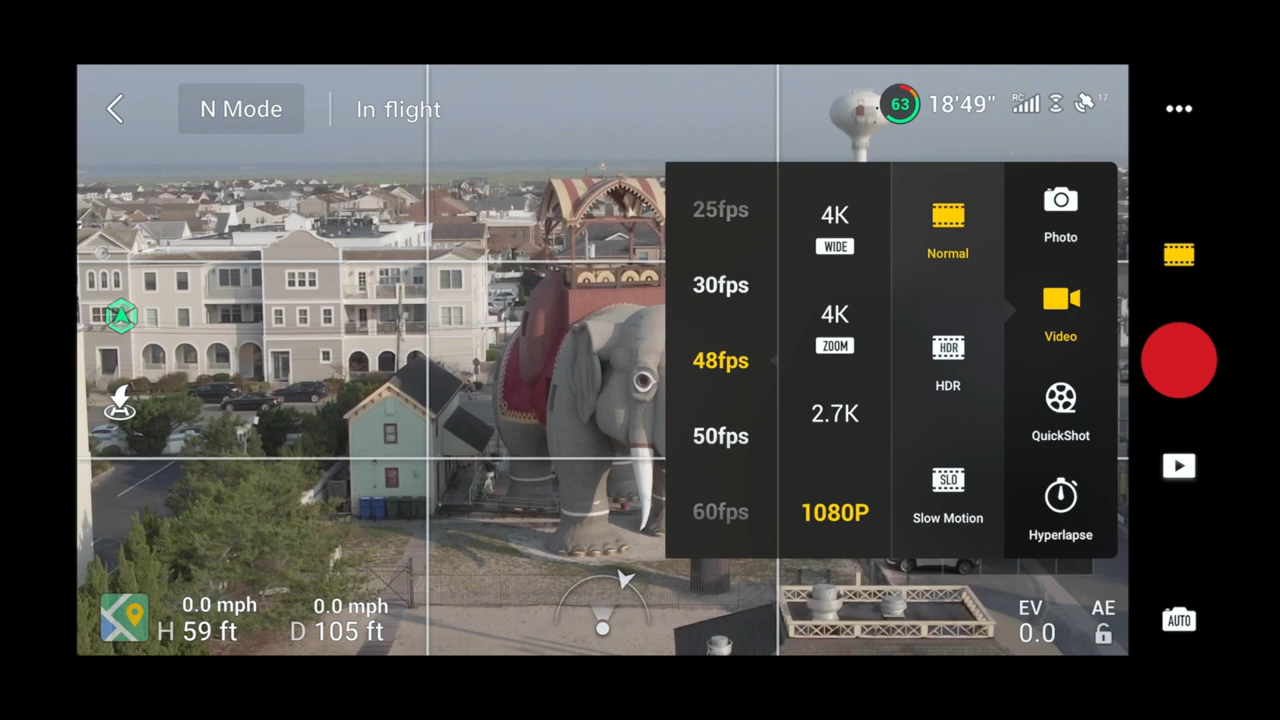 N Mode
In flight
63
18'49"
RC
17
25fps
30fps
48fps
50fps
60fps
4K
WIDE
4K
ZOOM
2.7K
1080P
Normal
HDR
HDR
SLO
Slow Motion
Photo
Video
QuickShot
Hyperlapse
0.0 mph
0.0 mph
H 59 ft
D 105 ft
EV
0.0
AE
AUTO